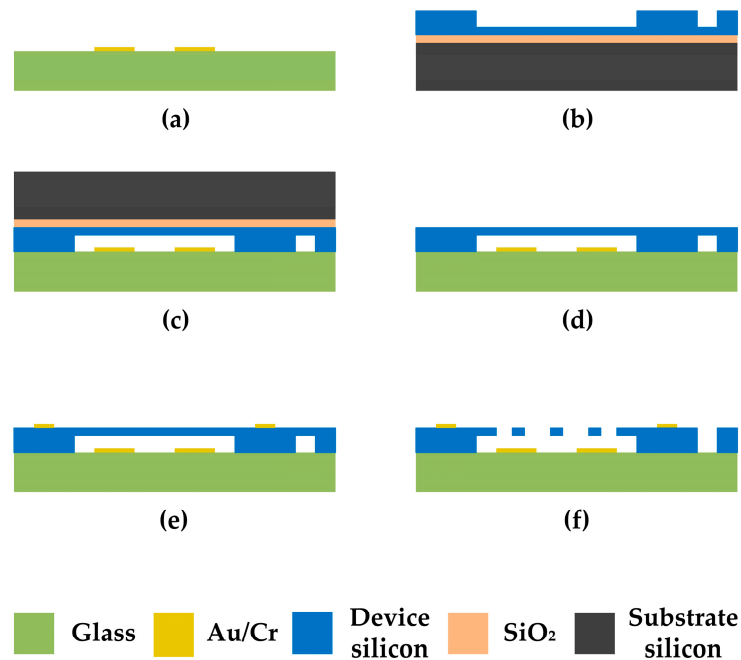 (a)
(b)
(c)
(d)
(e)
(f)
Glass
Au/Cr
Device
silicon
SiO₂
Substrate
silicon